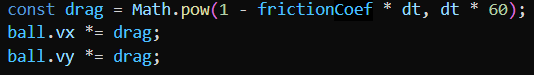 const drag = Math.pow(1 - frictionCoef * dt, dt * 60);
ball.vx *= drag;
ball.vy *= drag;